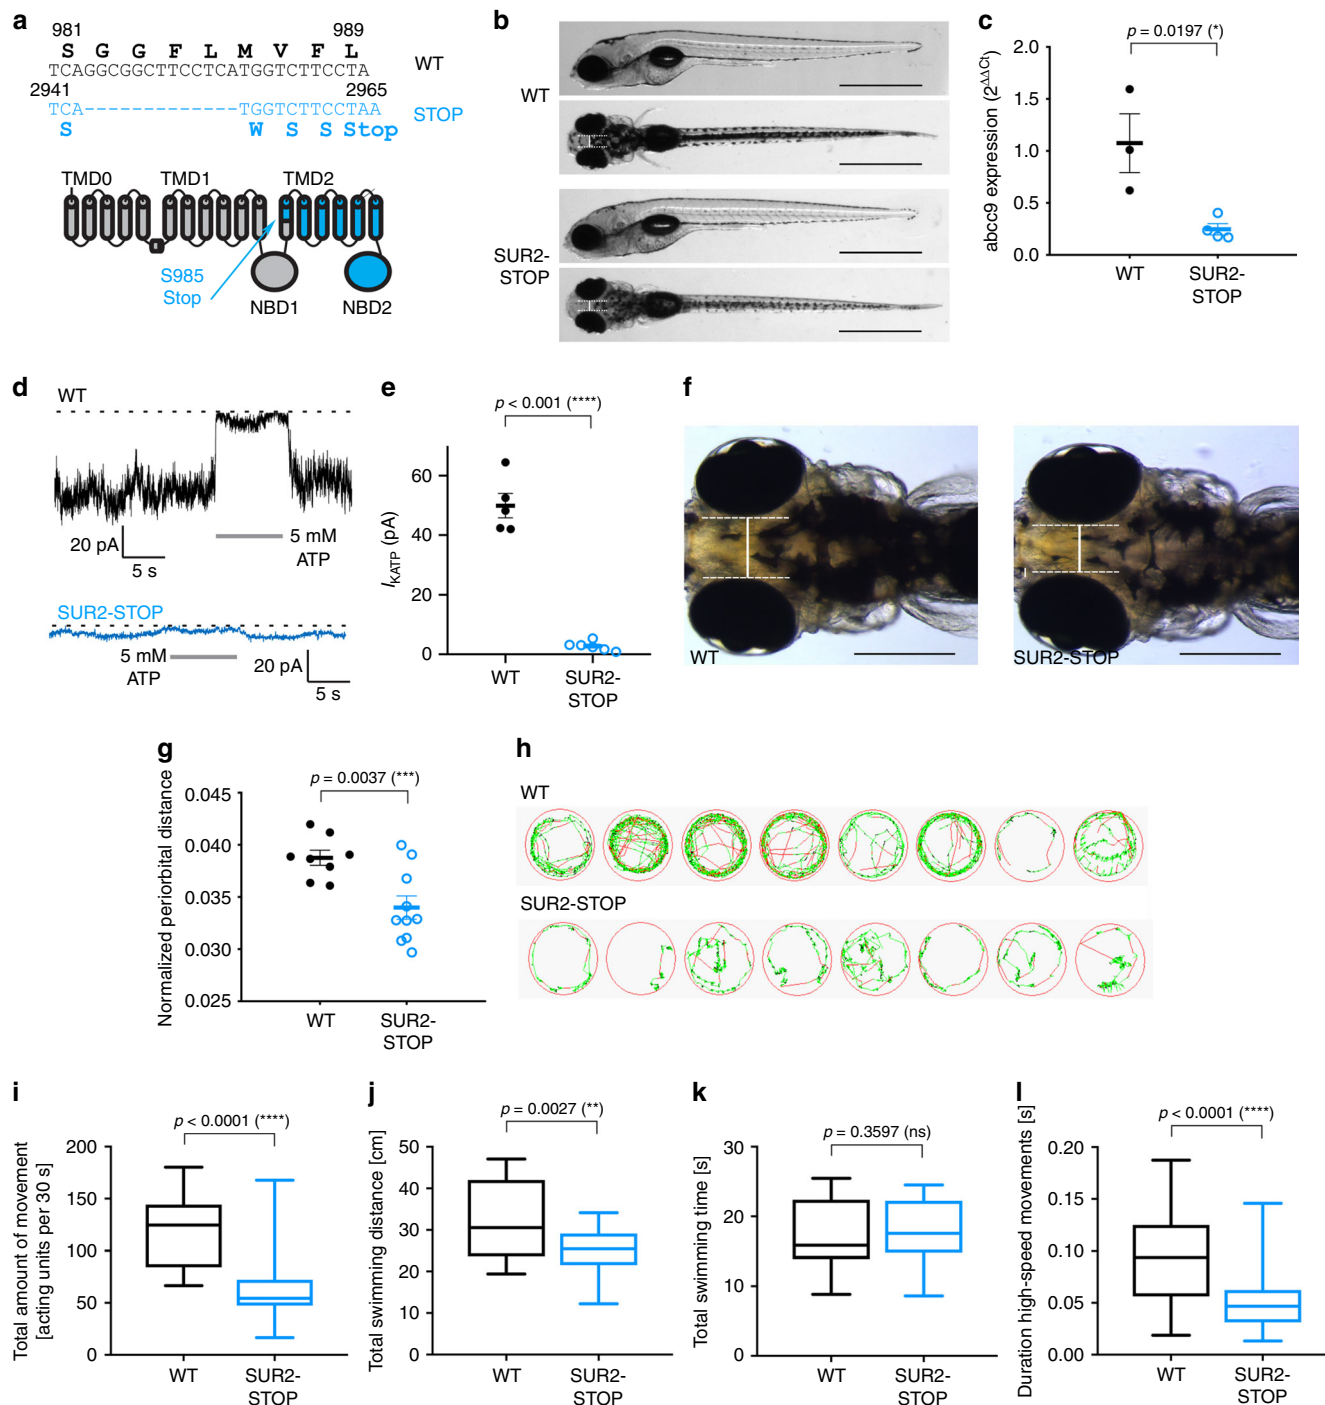 a
981 989
S G G F L M V F L
TCAGGCGGCTTCCTCATGGTCTTCCTA WT
2941 2965
TCA--------------TGGTCTTCCTAA STOP
S W S S Stop
TMD0 TMD1 TMD2
S985
Stop
NBD1 NBD2
b
WT
SUR2-
STOP
c
p = 0.0197 (*)
abcc9 expression (2^ΔΔCt)
2.0
1.5
1.0
0.5
0.0
WT SUR2-
STOP
d
WT
20 pA
5 s
5 mM
ATP
SUR2-STOP
5 mM
ATP
20 pA
5 s
e
p < 0.001 (****)
I_KATP (pA)
60
40
20
0
WT SUR2-
STOP
f
WT
SUR2-STOP
g
p = 0.0037 (***)
Normalized periorbital distance
0.045
0.040
0.035
0.030
0.025
WT SUR2-
STOP
h
WT
SUR2-STOP
i
p < 0.0001 (****)
Total amount of movement
[acting units per 30 s]
200
150
100
50
0
WT SUR2-
STOP
j
p = 0.0027 (**)
Total swimming distance [cm]
50
40
30
20
10
0
WT SUR2-
STOP
k
p = 0.3597 (ns)
Total swimming time [s]
30
20
10
0
WT SUR2-
STOP
l
p < 0.0001 (****)
Duration high-speed movements [s]
0.20
0.15
0.10
0.05
0.00
WT SUR2-
STOP